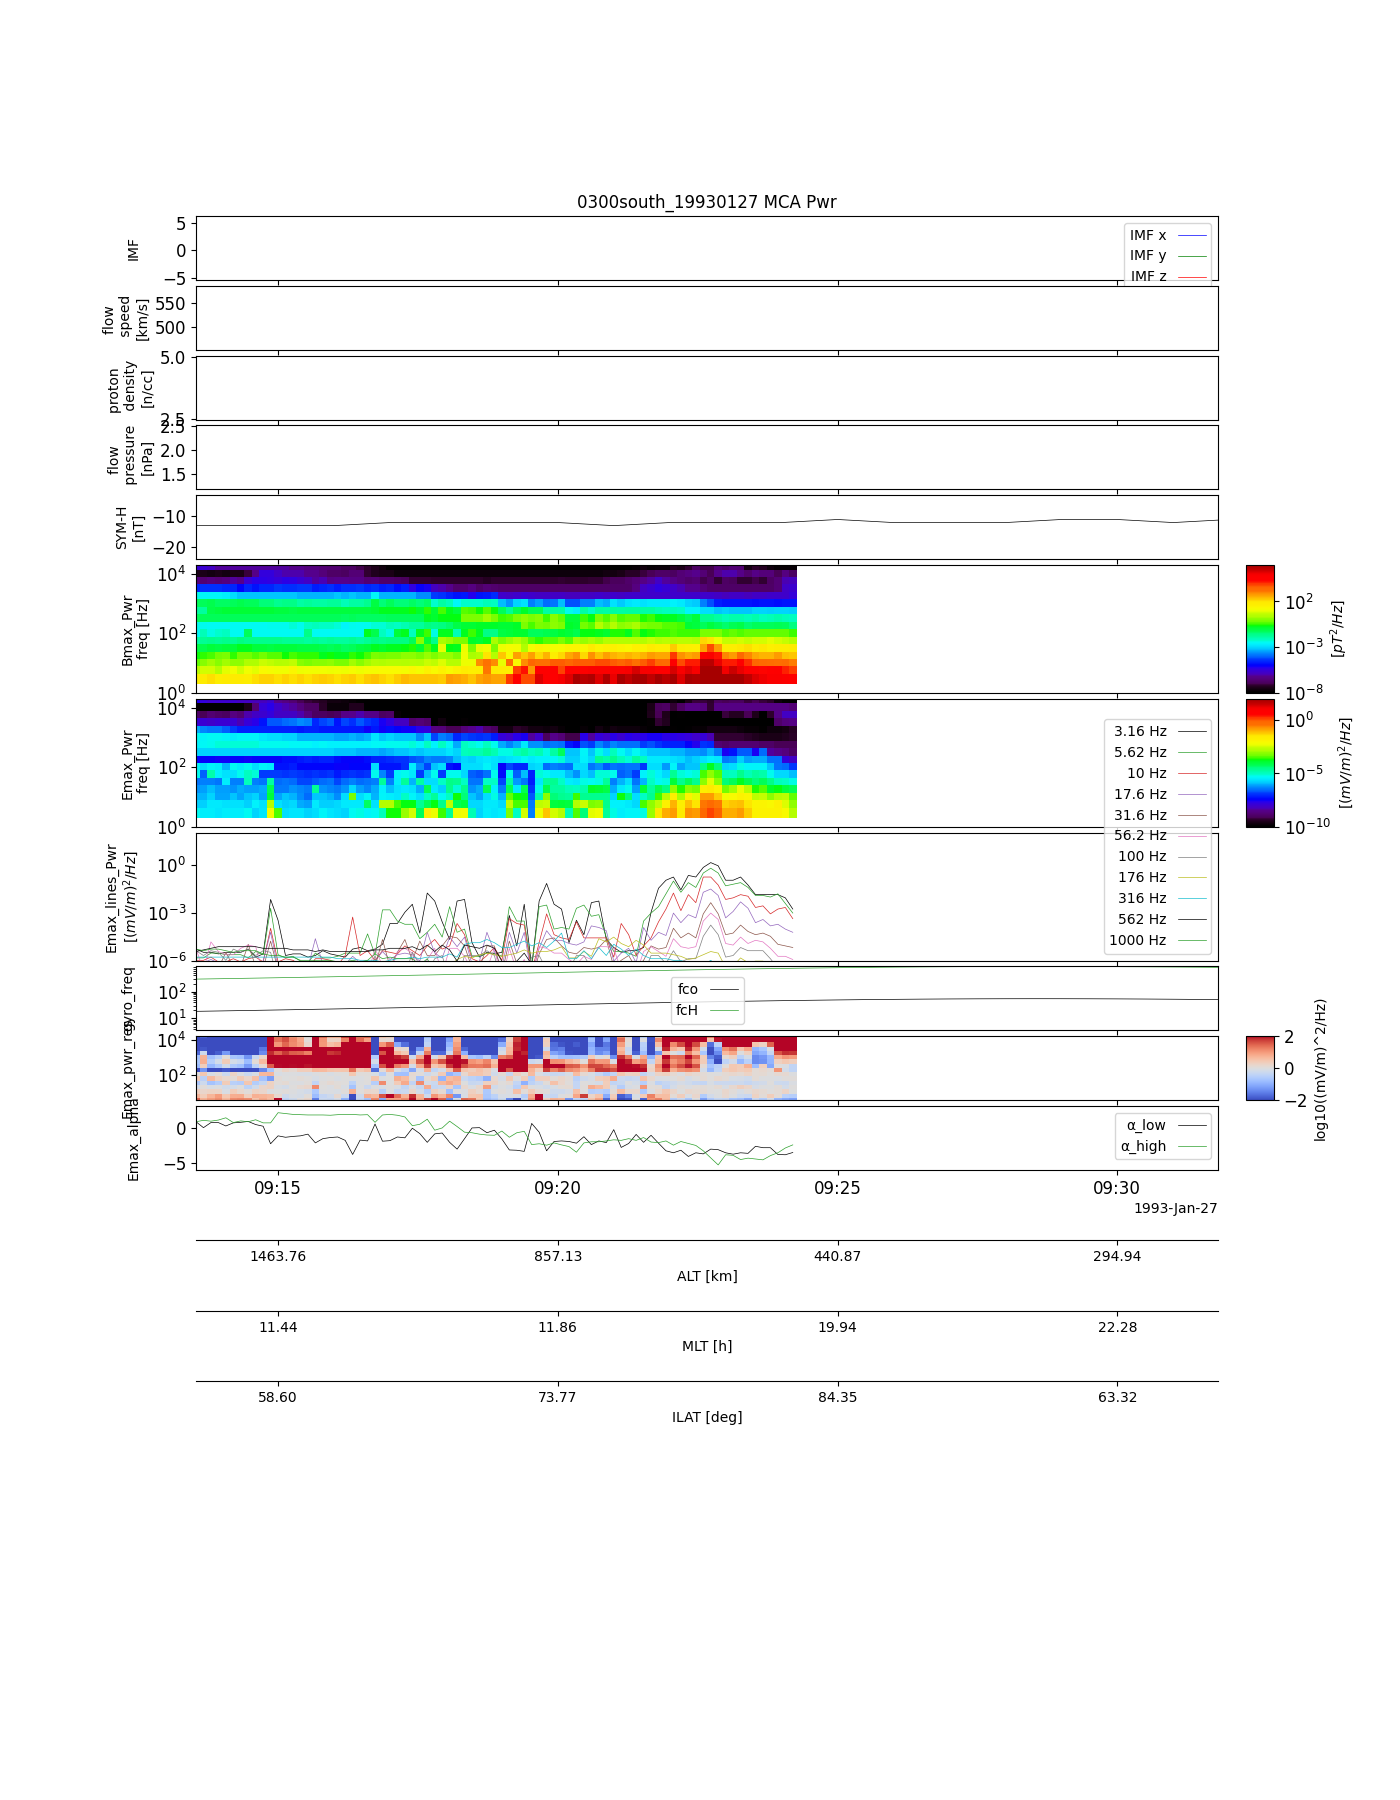 0300south_19930127 MCA Pwr
IMF
5
0
−5
IMF x
IMF y
IMF z
flow
speed
[km/s]
550
500
proton
density
[n/cc]
5.0
2.5
flow
pressure
[nPa]
2.5
2.0
1.5
SYM-H
[nT]
−10
−20
Bmax_Pwr
freq [Hz]
10^4
10^2
10^0
10^2
10^−3
10^−8
[pT^2/Hz]
Emax_Pwr
freq [Hz]
10^4
10^2
10^0
10^0
10^−5
10^−10
[(mV/m)^2/Hz]
Emax_lines_Pwr
[(mV/m)^2/Hz]
10^0
10^−3
10^−6
3.16 Hz
5.62 Hz
10 Hz
17.6 Hz
31.6 Hz
56.2 Hz
100 Hz
176 Hz
316 Hz
562 Hz
1000 Hz
gyro_freq
10^2
10^1
fco
fcH
Emax_pwr_res
10^4
10^2
2
0
−2
log10((mV/m)^2/Hz)
Emax_alpha
0
−5
α_low
α_high
09:15 09:20 09:25 09:30
1993-Jan-27
1463.76 857.13 440.87 294.94
ALT [km]
11.44 11.86 19.94 22.28
MLT [h]
58.60 73.77 84.35 63.32
ILAT [deg]